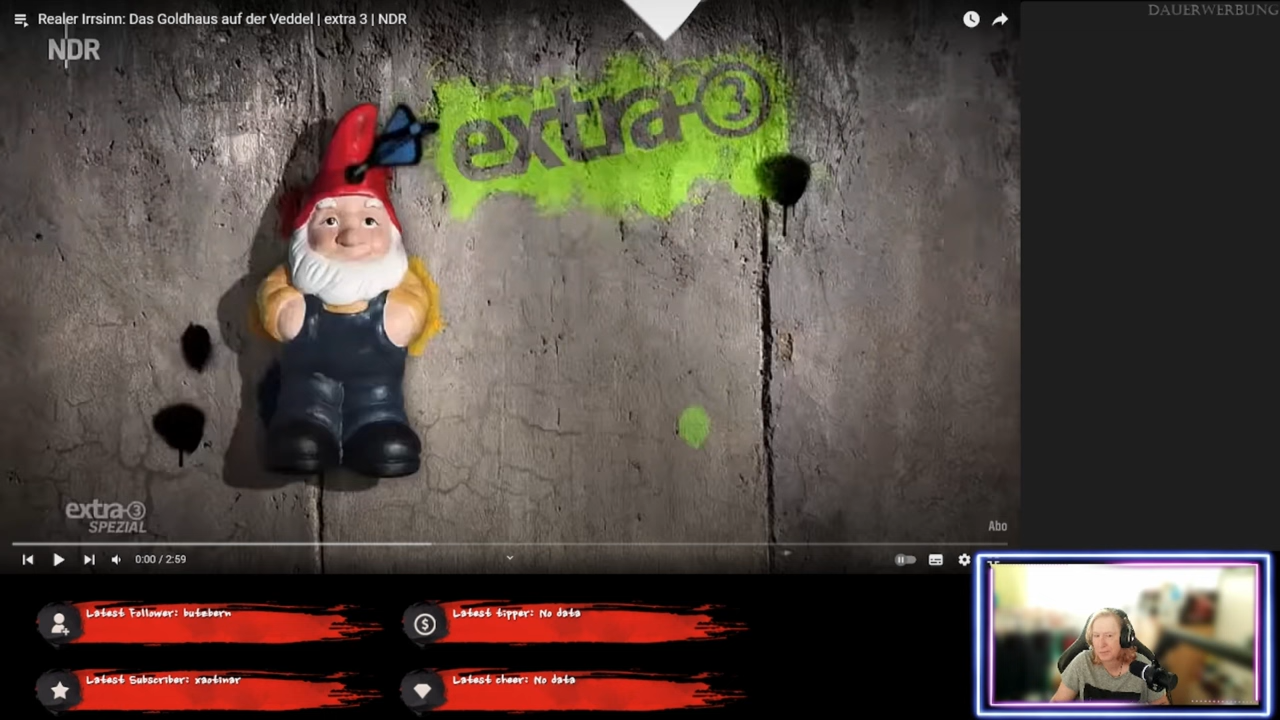 Realer Irrsinn: Das Goldhaus auf der Veddel | extra 3 | NDR
DAUERWERBUNG
NDR
extra 3
extra 3
SPEZIAL
Abo
0:00 / 2:59
Latest Follower: butebern
Latest tipper: No data
Latest Subscriber: xaotinar
Latest cheer: No data